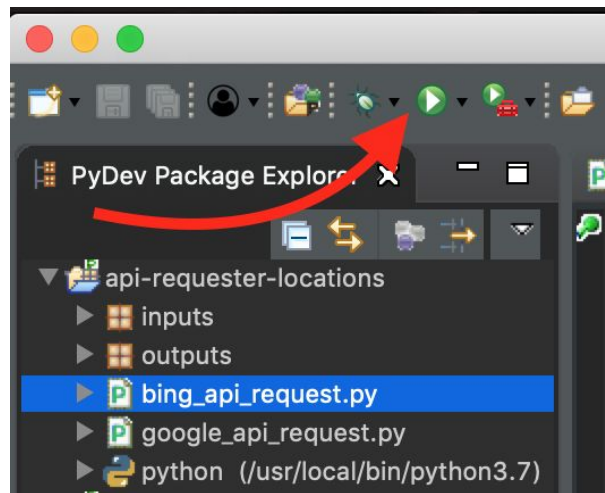 PyDev Package Explorer
api-requester-locations
inputs
outputs
bing_api_request.py
google_api_request.py
python (/usr/local/bin/python3.7)